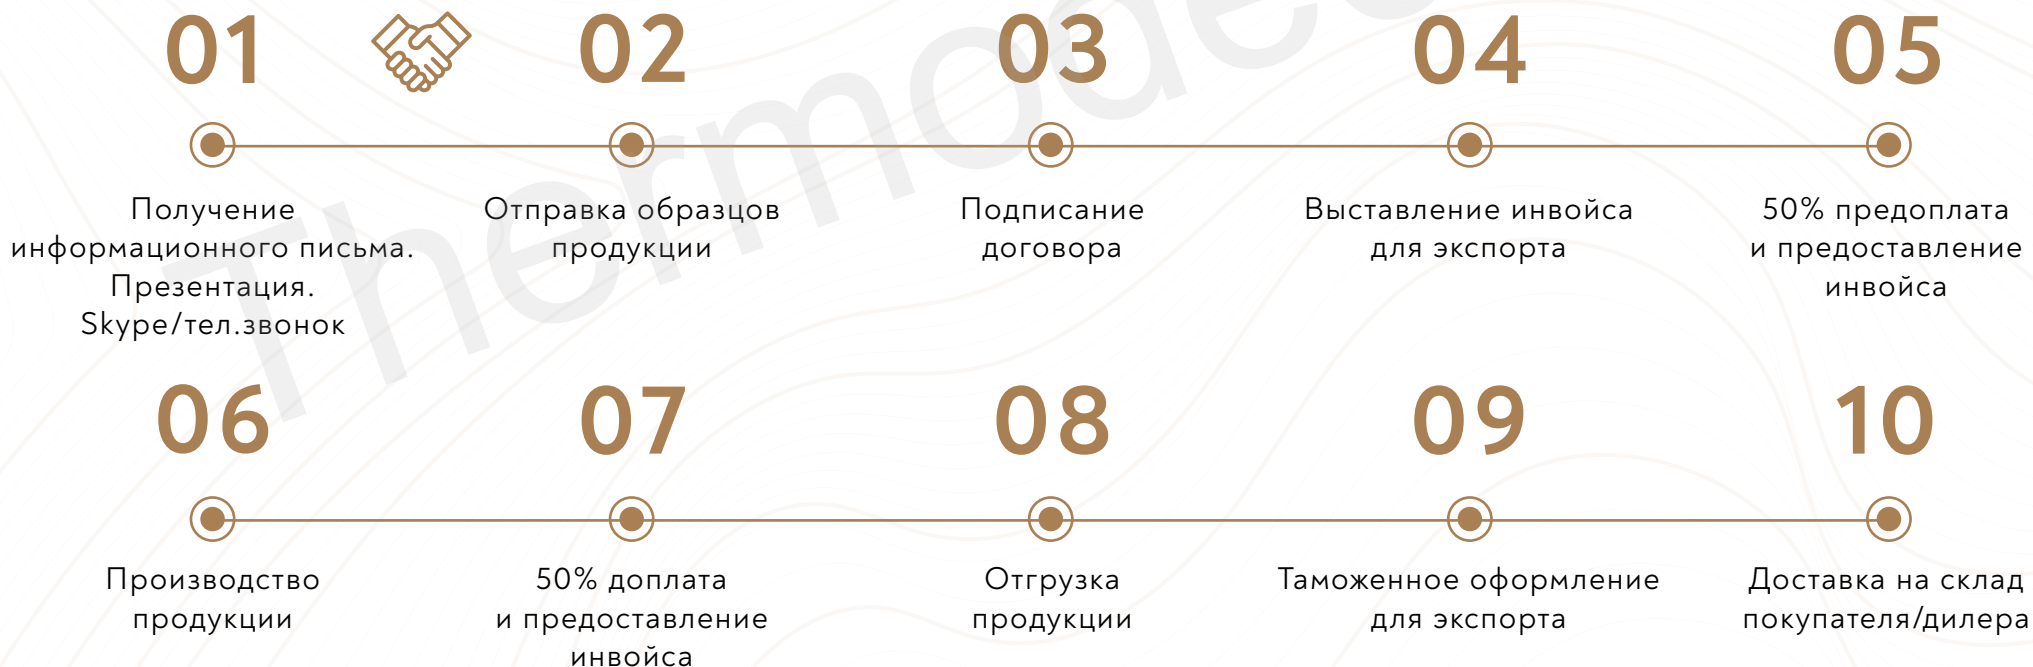 01
02
03
04
05
Получение
информационного письма.
Презентация.
Skype/тел.звонок
Отправка образцов
продукции
Подписание
договора
Выставление инвойса
для экспорта
50% предоплата
и предоставление
инвойса
06
07
08
09
10
Производство
продукции
50% доплата
и предоставление
инвойса
Отгрузка
продукции
Таможенное оформление
для экспорта
Доставка на склад
покупателя/дилера